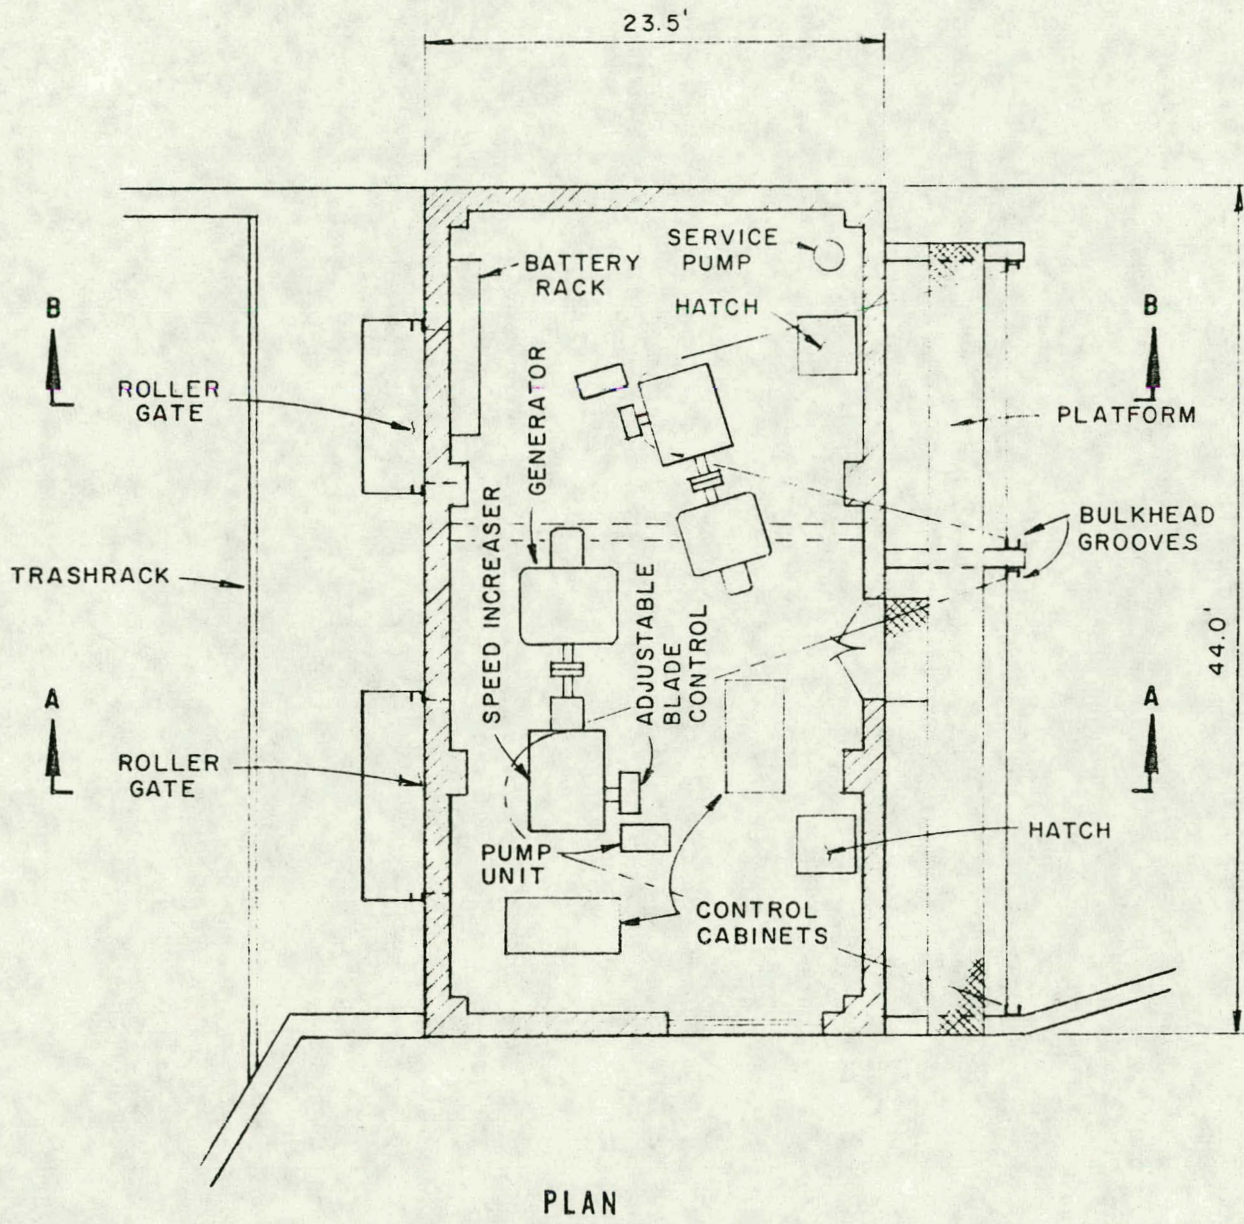 23.5'
SERVICE
PUMP
BATTERY
RACK
HATCH
B
B
ROLLER
GATE
GENERATOR
PLATFORM
BULKHEAD
GROOVES
TRASHRACK
SPEED INCREASER
ADJUSTABLE
BLADE
CONTROL
44.0'
A
A
ROLLER
GATE
HATCH
PUMP
UNIT
CONTROL
CABINETS
PLAN